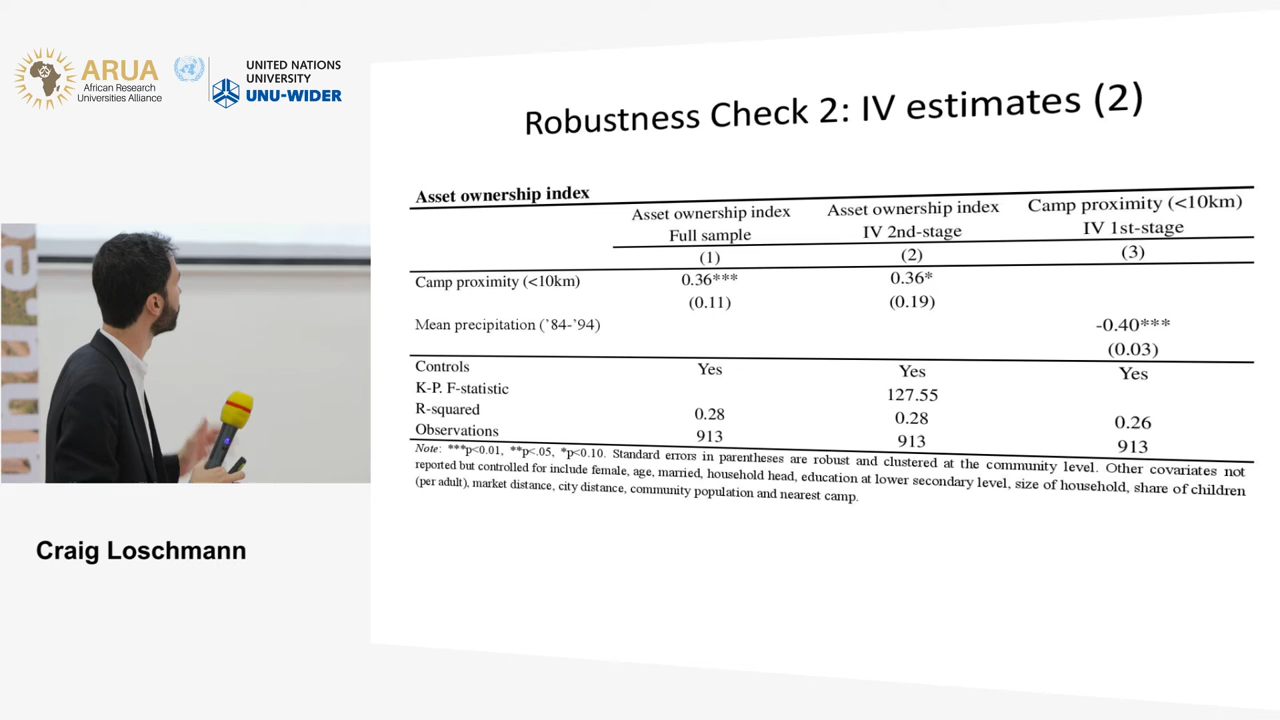 ARUA
African Research
Universities Alliance
UNITED NATIONS
UNIVERSITY
UNU-WIDER
Craig Loschmann
Robustness Check 2: IV estimates (2)
Asset ownership index
Asset ownership index Asset ownership index Camp proximity (<10km)
Full sample IV 2nd-stage IV 1st-stage
(1) (2) (3)
Camp proximity (<10km) 0.36*** 0.36*
(0.11) (0.19)
Mean precipitation ('84-'94) -0.40***
(0.03)
Controls Yes Yes Yes
K-P. F-statistic 127.55
R-squared 0.28 0.28 0.26
Observations 913 913 913
Note: ***p<0.01, **p<.05, *p<0.10. Standard errors in parentheses are robust and clustered at the community level. Other covariates not
reported but controlled for include female, age, married, household head, education at lower secondary level, size of household, share of children
(per adult), market distance, city distance, community population and nearest camp.